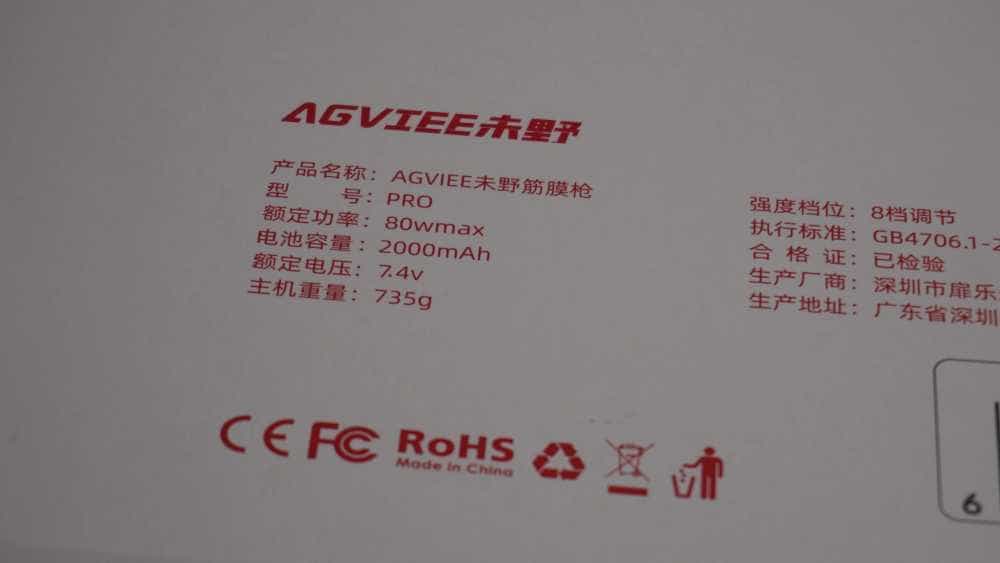 AGVIEE未野
产品名称：AGVIEE未野筋膜枪
型 号：PRO
额定功率：80wmax
电池容量：2000mAh
额定电压：7.4v
主机重量：735g
强度档位：8档调节
执行标准：GB4706.1-2
合 格 证：已检验
生产厂商：深圳市扉乐
生产地址：广东省深圳
CE FC RoHS
Made in China
6